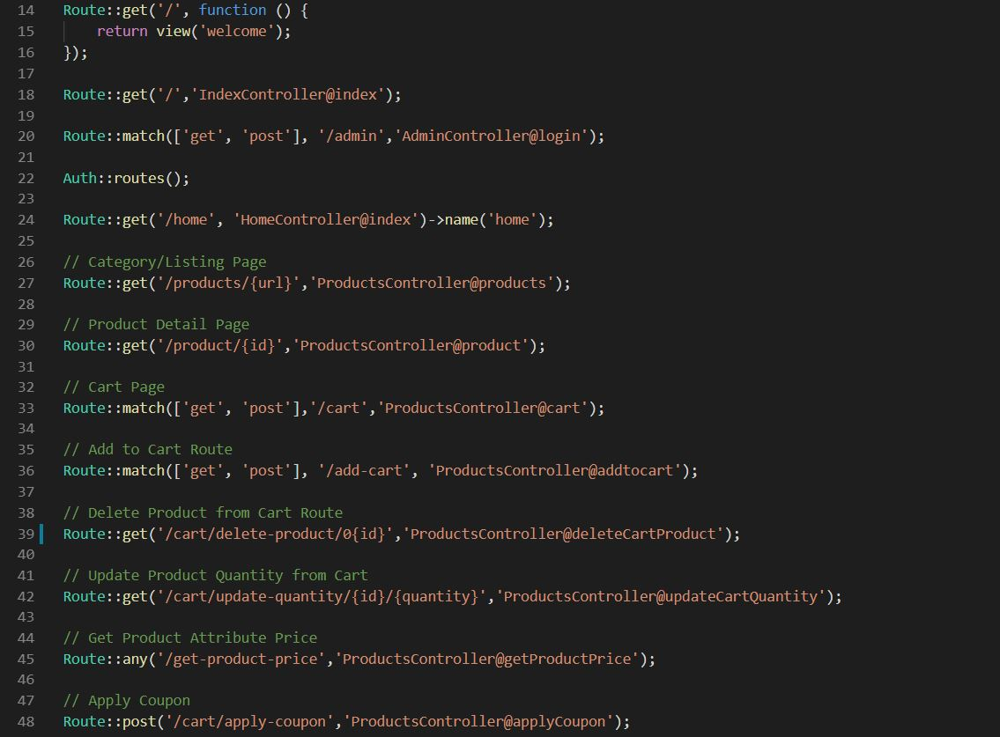 14 Route::get('/', function () {
15     return view('welcome');
16 });
17
18 Route::get('/','IndexController@index');
19
20 Route::match(['get', 'post'], '/admin','AdminController@login');
21
22 Auth::routes();
23
24 Route::get('/home', 'HomeController@index')->name('home');
25
26 // Category/Listing Page
27 Route::get('/products/{url}','ProductsController@products');
28
29 // Product Detail Page
30 Route::get('/product/{id}','ProductsController@product');
31
32 // Cart Page
33 Route::match(['get', 'post'],'/cart','ProductsController@cart');
34
35 // Add to Cart Route
36 Route::match(['get', 'post'], '/add-cart', 'ProductsController@addtocart');
37
38 // Delete Product from Cart Route
39 Route::get('/cart/delete-product/0{id}','ProductsController@deleteCartProduct');
40
41 // Update Product Quantity from Cart
42 Route::get('/cart/update-quantity/{id}/{quantity}','ProductsController@updateCartQuantity');
43
44 // Get Product Attribute Price
45 Route::any('/get-product-price','ProductsController@getProductPrice');
46
47 // Apply Coupon
48 Route::post('/cart/apply-coupon','ProductsController@applyCoupon');